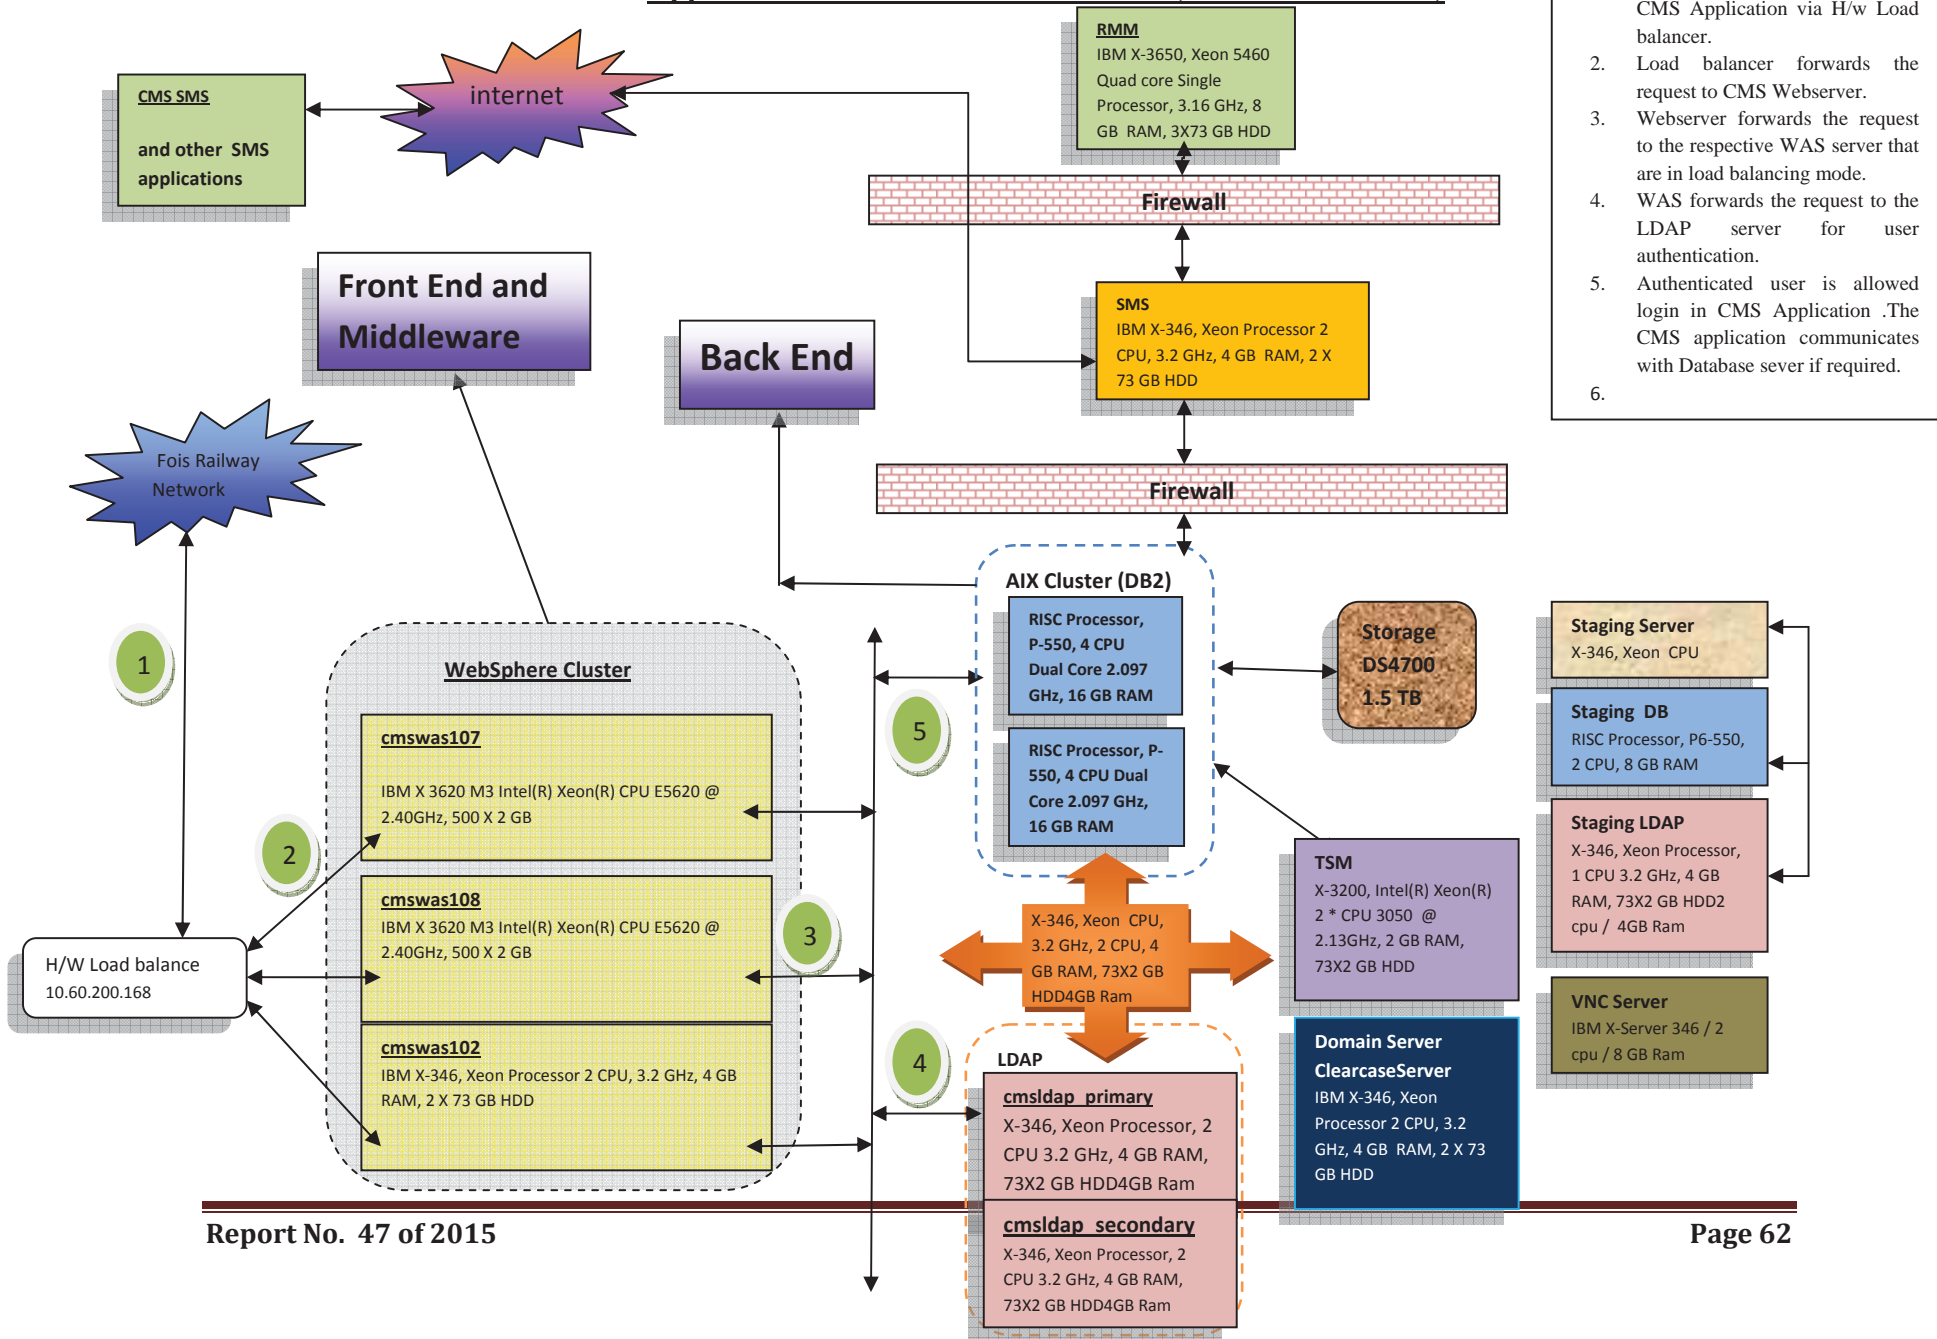 CMS Application via H/w Load
balancer.
2. Load balancer forwards the
request to CMS Webserver.
3. Webserver forwards the request
to the respective WAS server that
are in load balancing mode.
4. WAS forwards the request to the
LDAP server for user
authentication.
5. Authenticated user is allowed
login in CMS Application .The
CMS application communicates
with Database sever if required.
6.
CMS SMS
and other SMS
applications
internet
RMM
IBM X-3650, Xeon 5460
Quad core Single
Processor, 3.16 GHz, 8
GB RAM, 3X73 GB HDD
Firewall
Front End and
Middleware
Back End
SMS
IBM X-346, Xeon Processor 2
CPU, 3.2 GHz, 4 GB RAM, 2 X
73 GB HDD
Firewall
Fois Railway
Network
1
AIX Cluster (DB2)
RISC Processor,
P-550, 4 CPU
Dual Core 2.097
GHz, 16 GB RAM
RISC Processor, P-
550, 4 CPU Dual
Core 2.097 GHz,
16 GB RAM
Storage
DS4700
1.5 TB
Staging Server
X-346, Xeon CPU
Staging DB
RISC Processor, P6-550,
2 CPU, 8 GB RAM
Staging LDAP
X-346, Xeon Processor,
1 CPU 3.2 GHz, 4 GB
RAM, 73X2 GB HDD2
cpu / 4GB Ram
VNC Server
IBM X-Server 346 / 2
cpu / 8 GB Ram
WebSphere Cluster
cmswas107
IBM X 3620 M3 Intel(R) Xeon(R) CPU E5620 @
2.40GHz, 500 X 2 GB
cmswas108
IBM X 3620 M3 Intel(R) Xeon(R) CPU E5620 @
2.40GHz, 500 X 2 GB
cmswas102
IBM X-346, Xeon Processor 2 CPU, 3.2 GHz, 4 GB
RAM, 2 X 73 GB HDD
2
3
5
4
H/W Load balance
10.60.200.168
X-346, Xeon CPU,
3.2 GHz, 2 CPU, 4
GB RAM, 73X2 GB
HDD4GB Ram
TSM
X-3200, Intel(R) Xeon(R)
2 * CPU 3050 @
2.13GHz, 2 GB RAM,
73X2 GB HDD
Domain Server
ClearcaseServer
IBM X-346, Xeon
Processor 2 CPU, 3.2
GHz, 4 GB RAM, 2 X 73
GB HDD
LDAP
cmsldap_primary
X-346, Xeon Processor, 2
CPU 3.2 GHz, 4 GB RAM,
73X2 GB HDD4GB Ram
cmsldap_secondary
X-346, Xeon Processor, 2
CPU 3.2 GHz, 4 GB RAM,
73X2 GB HDD4GB Ram
Report No. 47 of 2015
Page 62